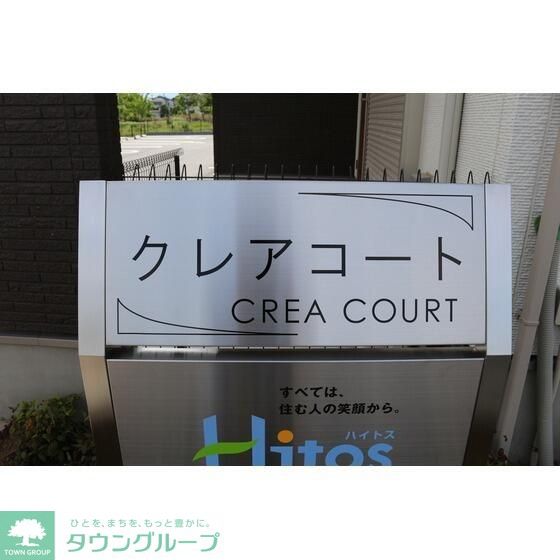 クレアコート
CREA COURT
すべては、
住む人の笑顔から。
ハイトス
Hitos
ひとを、まちを、もっと豊かに。
タウングループ
TOWN GROUP